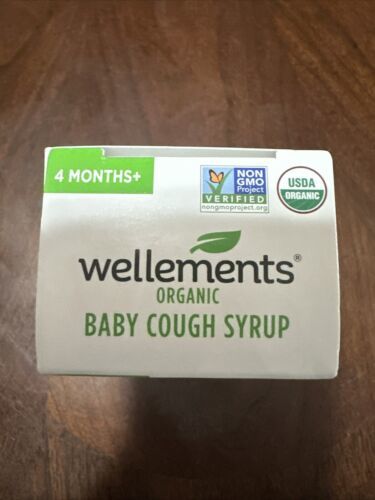 4 MONTHS+
NON
GMO
Project
VERIFIED
nongmoproject.org
USDA
ORGANIC
wellements®
ORGANIC
BABY COUGH SYRUP